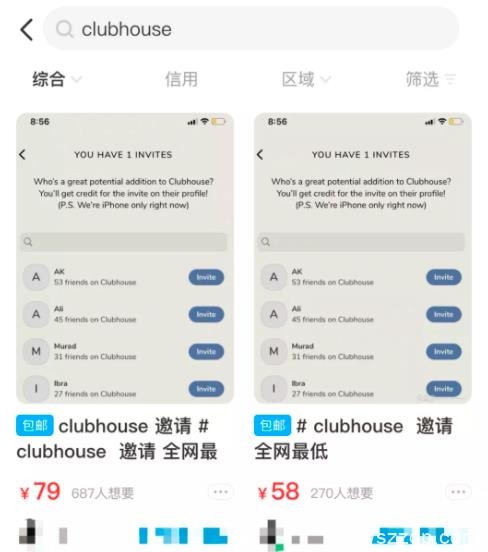 clubhouse
综合 信用 区域 筛选
8:56
YOU HAVE 1 INVITES
Who's a great potential addition to Clubhouse?
You'll get credit for the invite on their profile!
(P.S. We're iPhone only right now)
A AK Invite
53 friends on Clubhouse
A Ali Invite
45 friends on Clubhouse
M Murad Invite
31 friends on Clubhouse
I Ibra Invite
27 friends on Clubhouse
包邮 clubhouse 邀请 #
clubhouse 邀请 全网最
¥79 687人想要
8:56
YOU HAVE 1 INVITES
Who's a great potential addition to Clubhouse?
You'll get credit for the invite on their profile!
(P.S. We're iPhone only right now)
A AK Invite
53 friends on Clubhouse
A Ali Invite
45 friends on Clubhouse
M Murad Invite
31 friends on Clubhouse
I Ibra Invite
27 friends on Clubhouse
包邮 # clubhouse 邀请
全网最低
¥58 270人想要